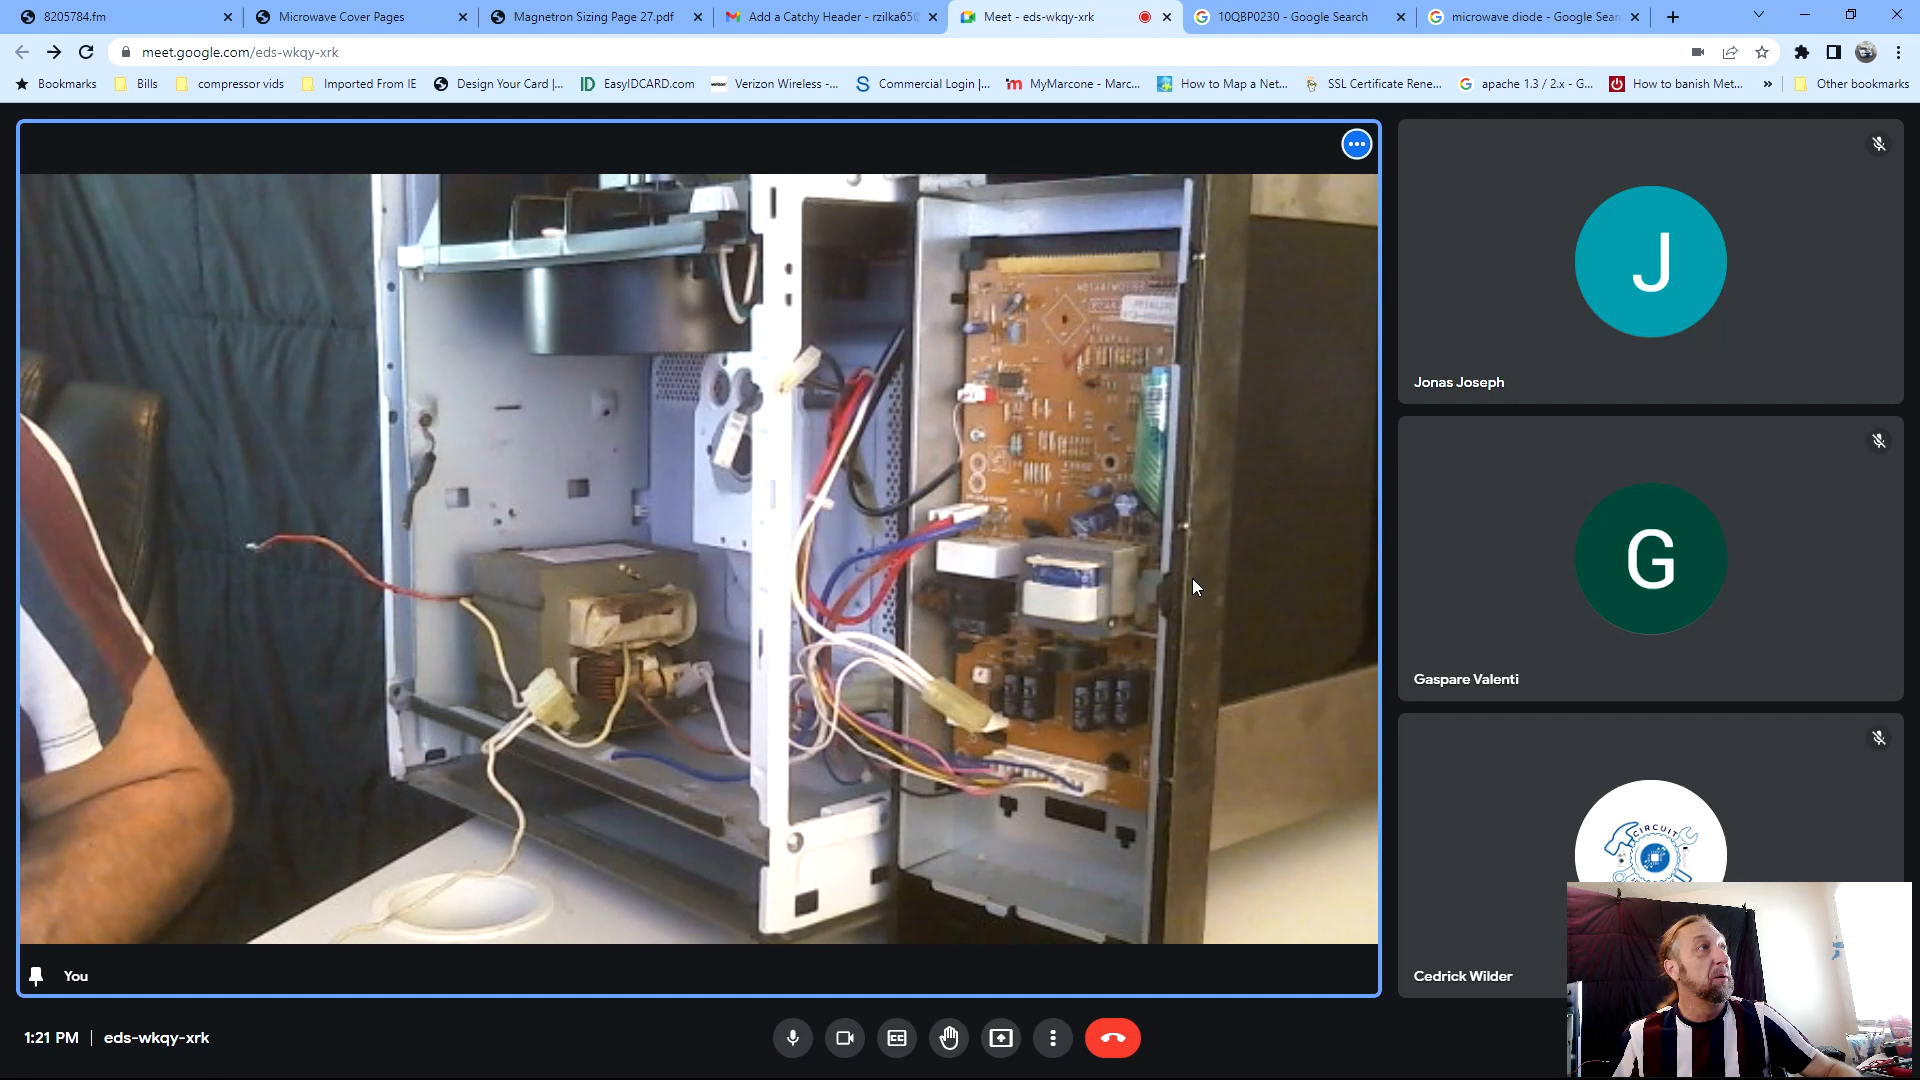 8205784.fm
Microwave Cover Pages
Magnetron Sizing Page 27.pdf
Add a Catchy Header - rzilka65
Meet - eds-wkqy-xrk
10QBP0230 - Google Search
microwave diode - Google Sear
meet.google.com/eds-wkqy-xrk
Bookmarks
Bills
compressor vids
Imported From IE
Design Your Card |...
EasyIDCARD.com
Verizon Wireless -...
Commercial Login |...
MyMarcone - Marc...
How to Map a Net...
SSL Certificate Rene...
apache 1.3 / 2.x - G...
How to banish Met...
»
Other bookmarks
J
Jonas Joseph
G
Gaspare Valenti
CIRCUIT
Cedrick Wilder
You
1:21 PM | eds-wkqy-xrk